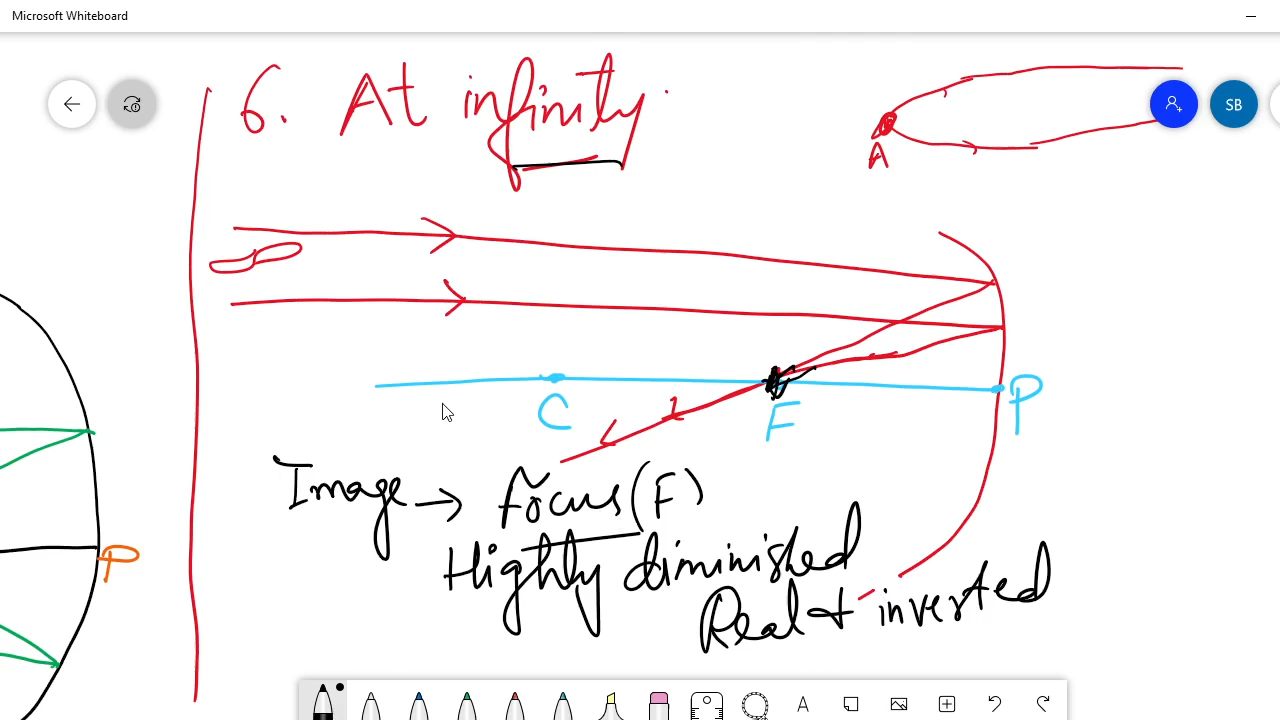 Microsoft Whiteboard
6. At infinity.
SB
A
C
F
P
Image → focus (F)
Highly diminished
Real + inverted
P
A